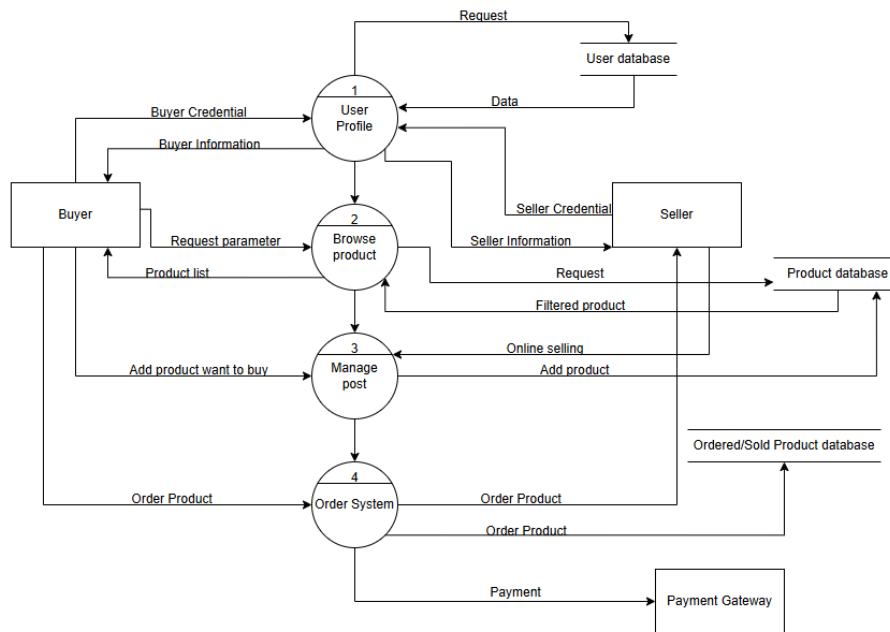 Request
User database
1
User
Profile
Data
Buyer Credential
Buyer Information
Buyer
Seller Credential
Seller
2
Browse
product
Request parameter
Seller Information
Product list
Request
Product database
Filtered product
3
Manage
post
Online selling
Add product want to buy
Add product
Ordered/Sold Product database
4
Order System
Order Product
Order Product
Order Product
Payment
Payment Gateway